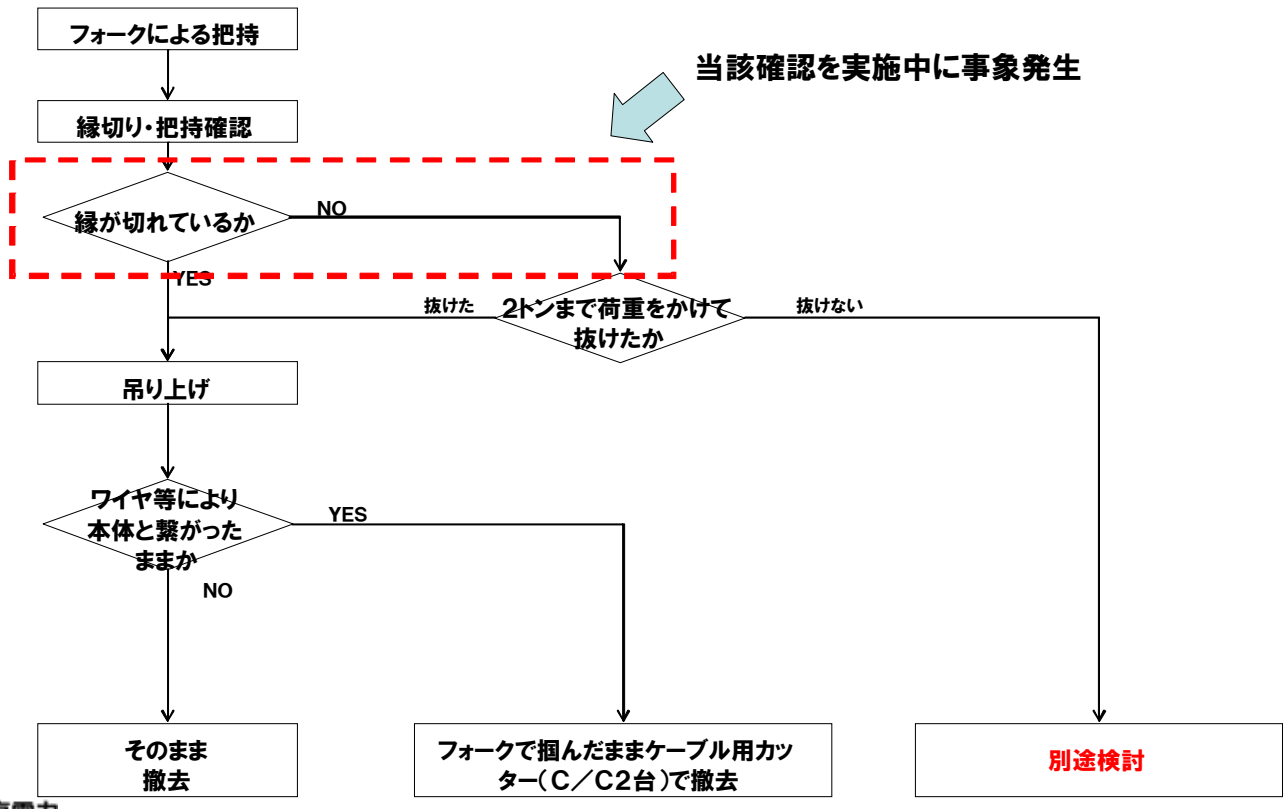 フォークによる把持
当該確認を実施中に事象発生
縁切り・把持確認
縁が切れているか
NO
YES
抜けた
2トンまで荷重をかけて
抜けたか
抜けない
吊り上げ
ワイヤ等により
本体と繋がった
ままか
YES
NO
そのまま
撤去
フォークで掴んだままケーブル用カッ
ター(C/C2台)で撤去
別途検討